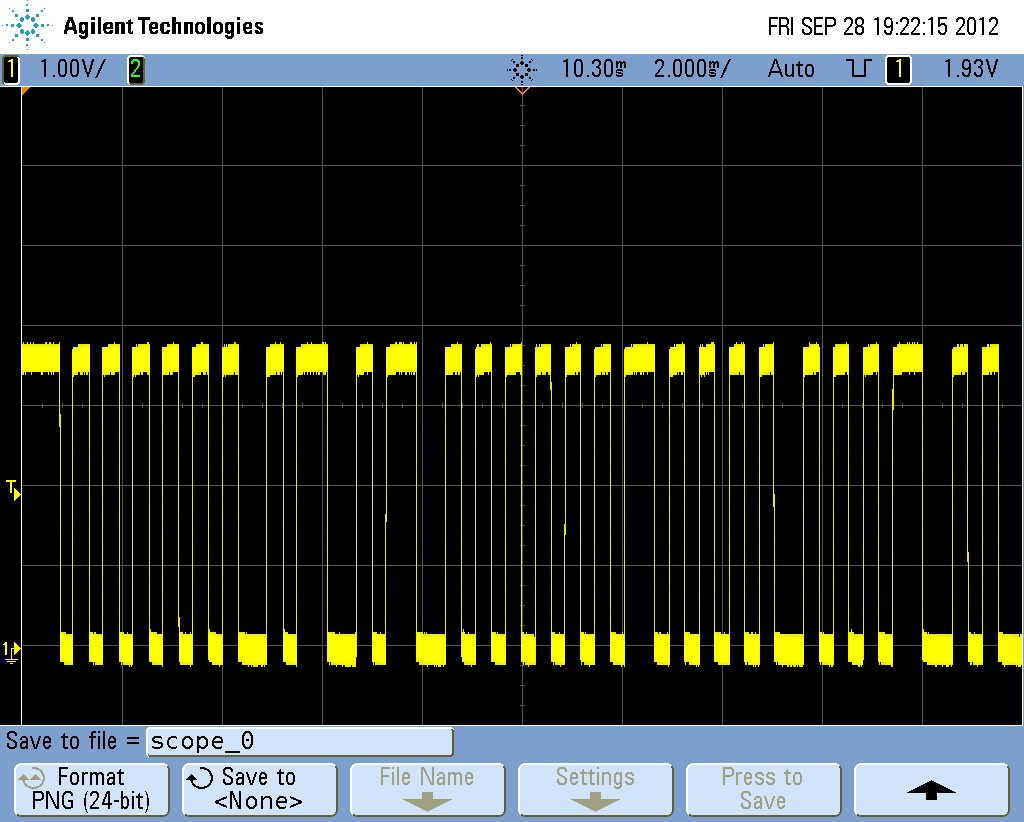 Agilent Technologies
FRI SEP 28 19:22:15 2012
1 1.00V/ 2 10.30ms 2.000ms/ Auto 1 1.93V
T
1
Save to file = scope_0
Format
PNG (24-bit)
Save to
<None>
File Name
Settings
Press to
Save